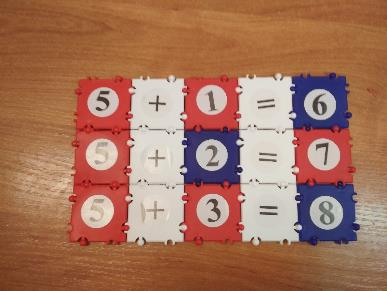 5 + 1 = 6
5 + 2 = 7
5 + 3 = 8